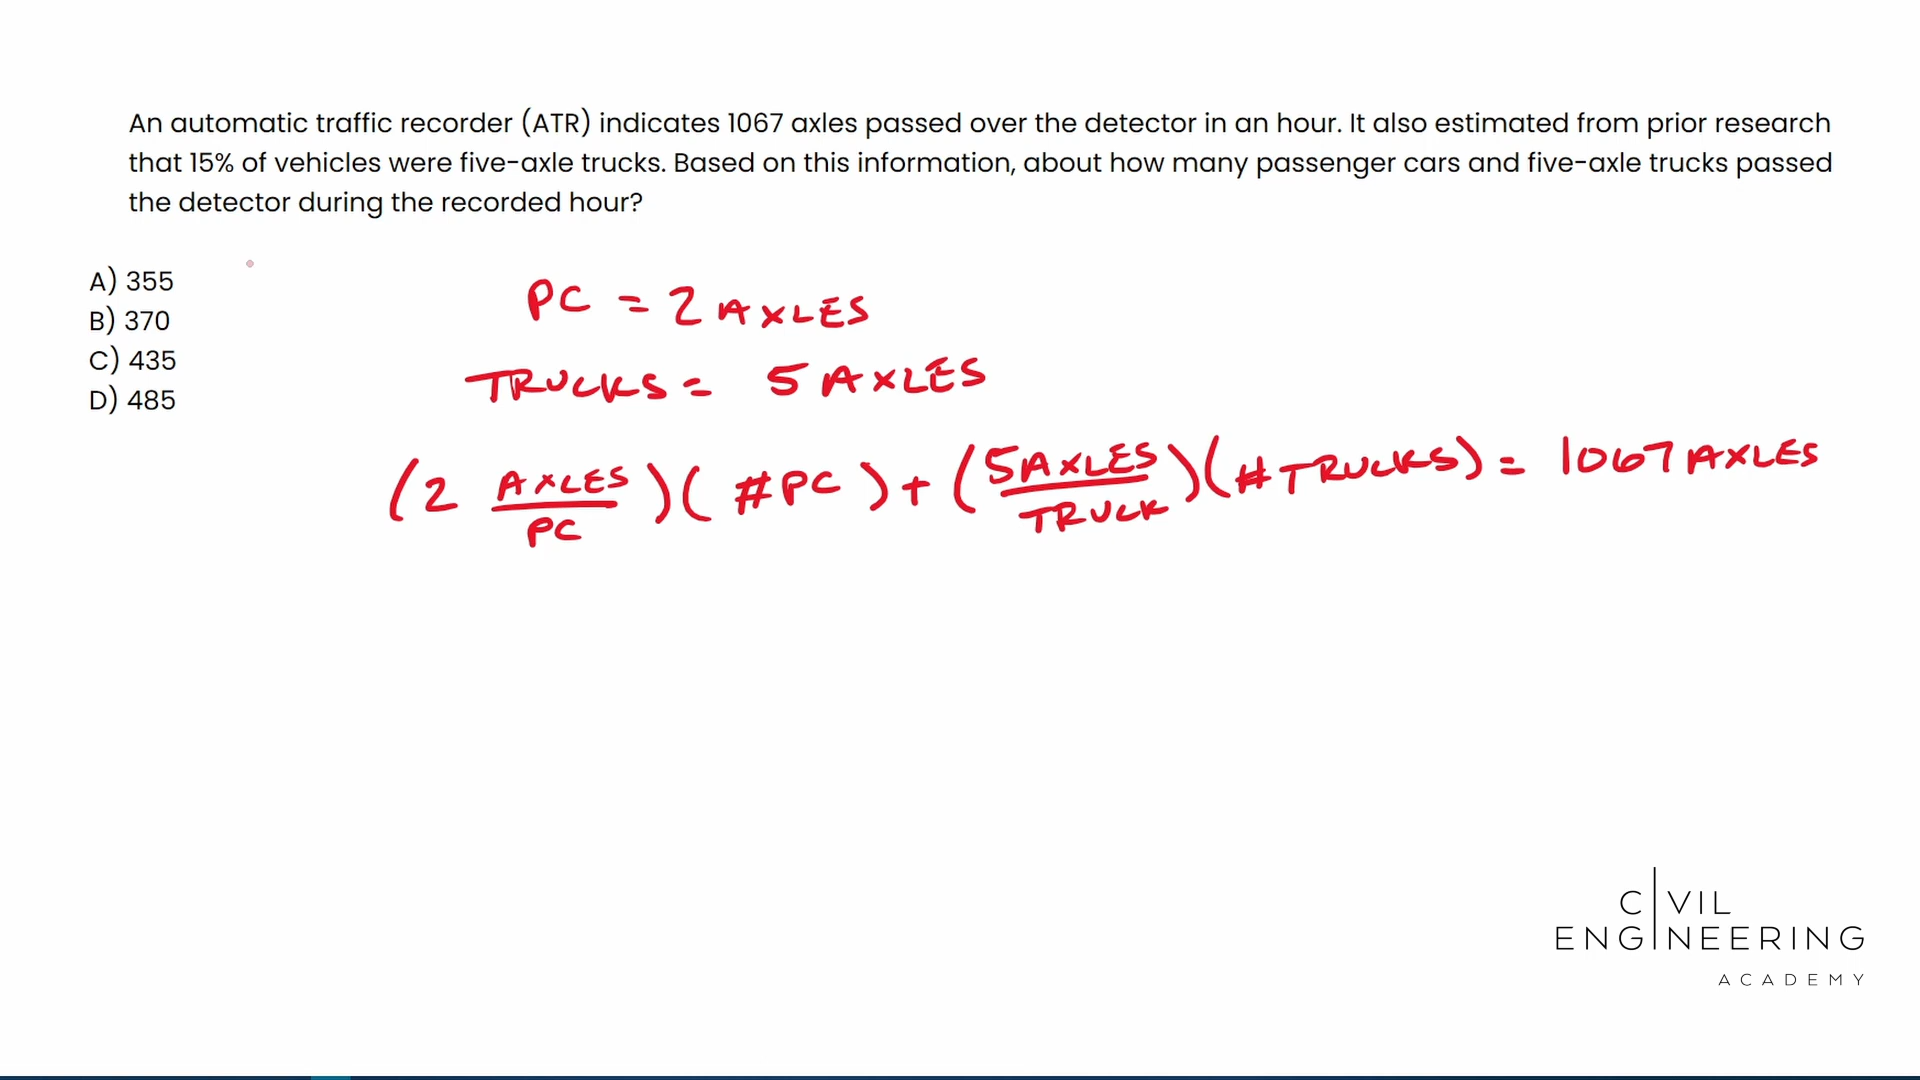 An automatic traffic recorder (ATR) indicates 1067 axles passed over the detector in an hour. It also estimated from prior research
that 15% of vehicles were five-axle trucks. Based on this information, about how many passenger cars and five-axle trucks passed
the detector during the recorded hour?
A) 355
B) 370
C) 435
D) 485
PC = 2 AXLES
TRUCKS = 5 AXLES
(2 AXLES/PC)(#PC) + (5AXLES/TRUCK)(#TRUCKS) = 1067 AXLES
CIVIL
ENGINEERING
ACADEMY